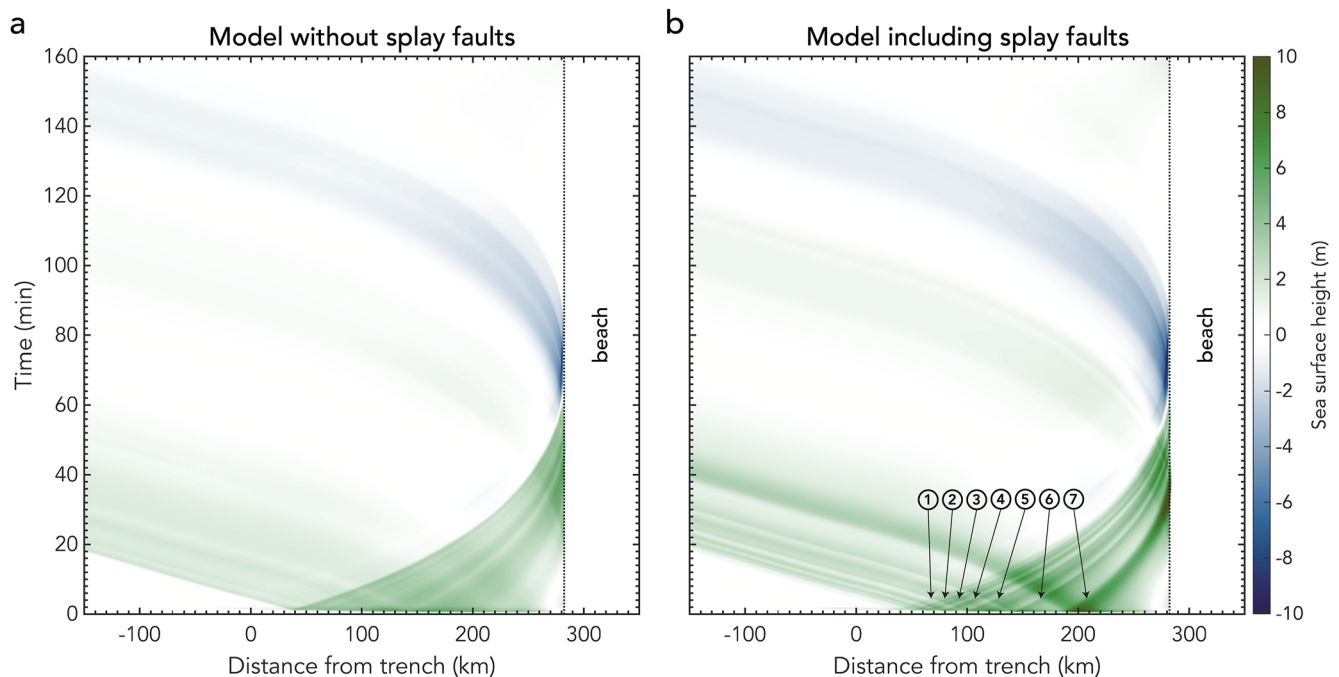 a
Model without splay faults
160
140
120
100
80
60
40
20
0
Time (min)
-100
0
100
200
300
Distance from trench (km)
beach
b
Model including splay faults
1 2 3 4 5 6 7
-100
0
100
200
300
Distance from trench (km)
beach
10
8
6
4
2
0
-2
-4
-6
-8
-10
Sea surface height (m)